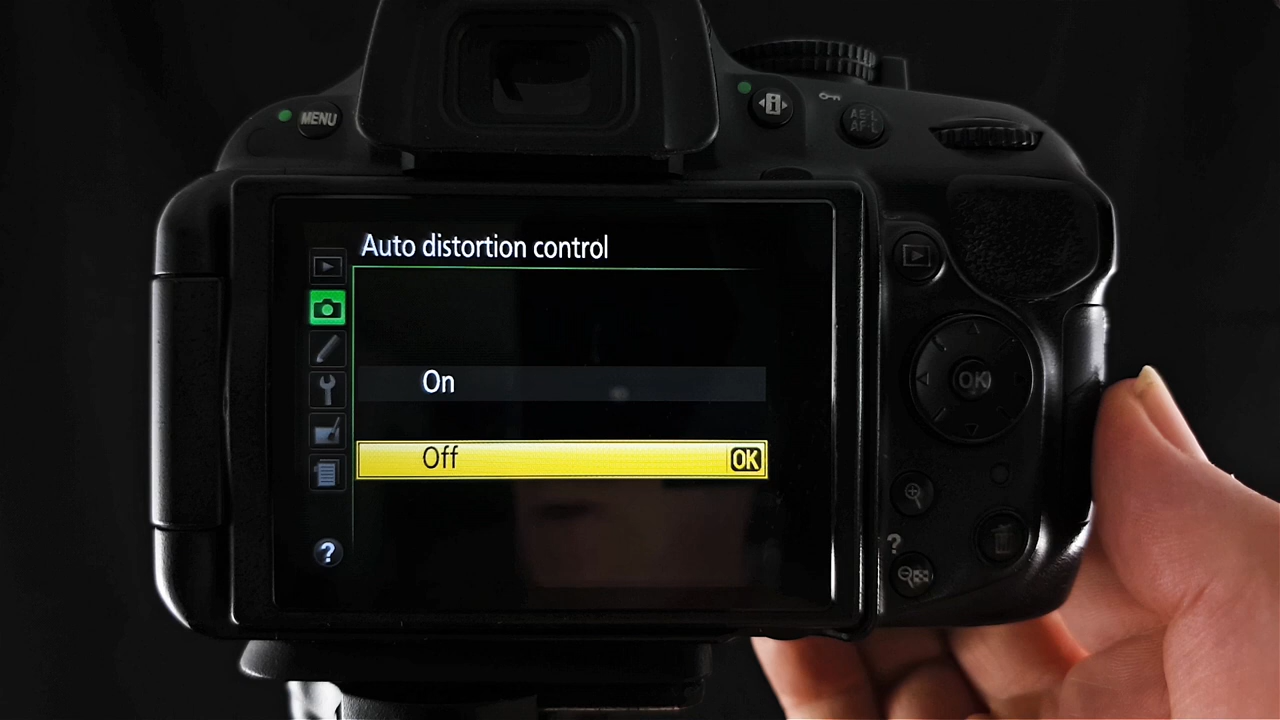 MENU
i
AE-L
AF-L
Auto distortion control
On
Off OK
OK
?
?